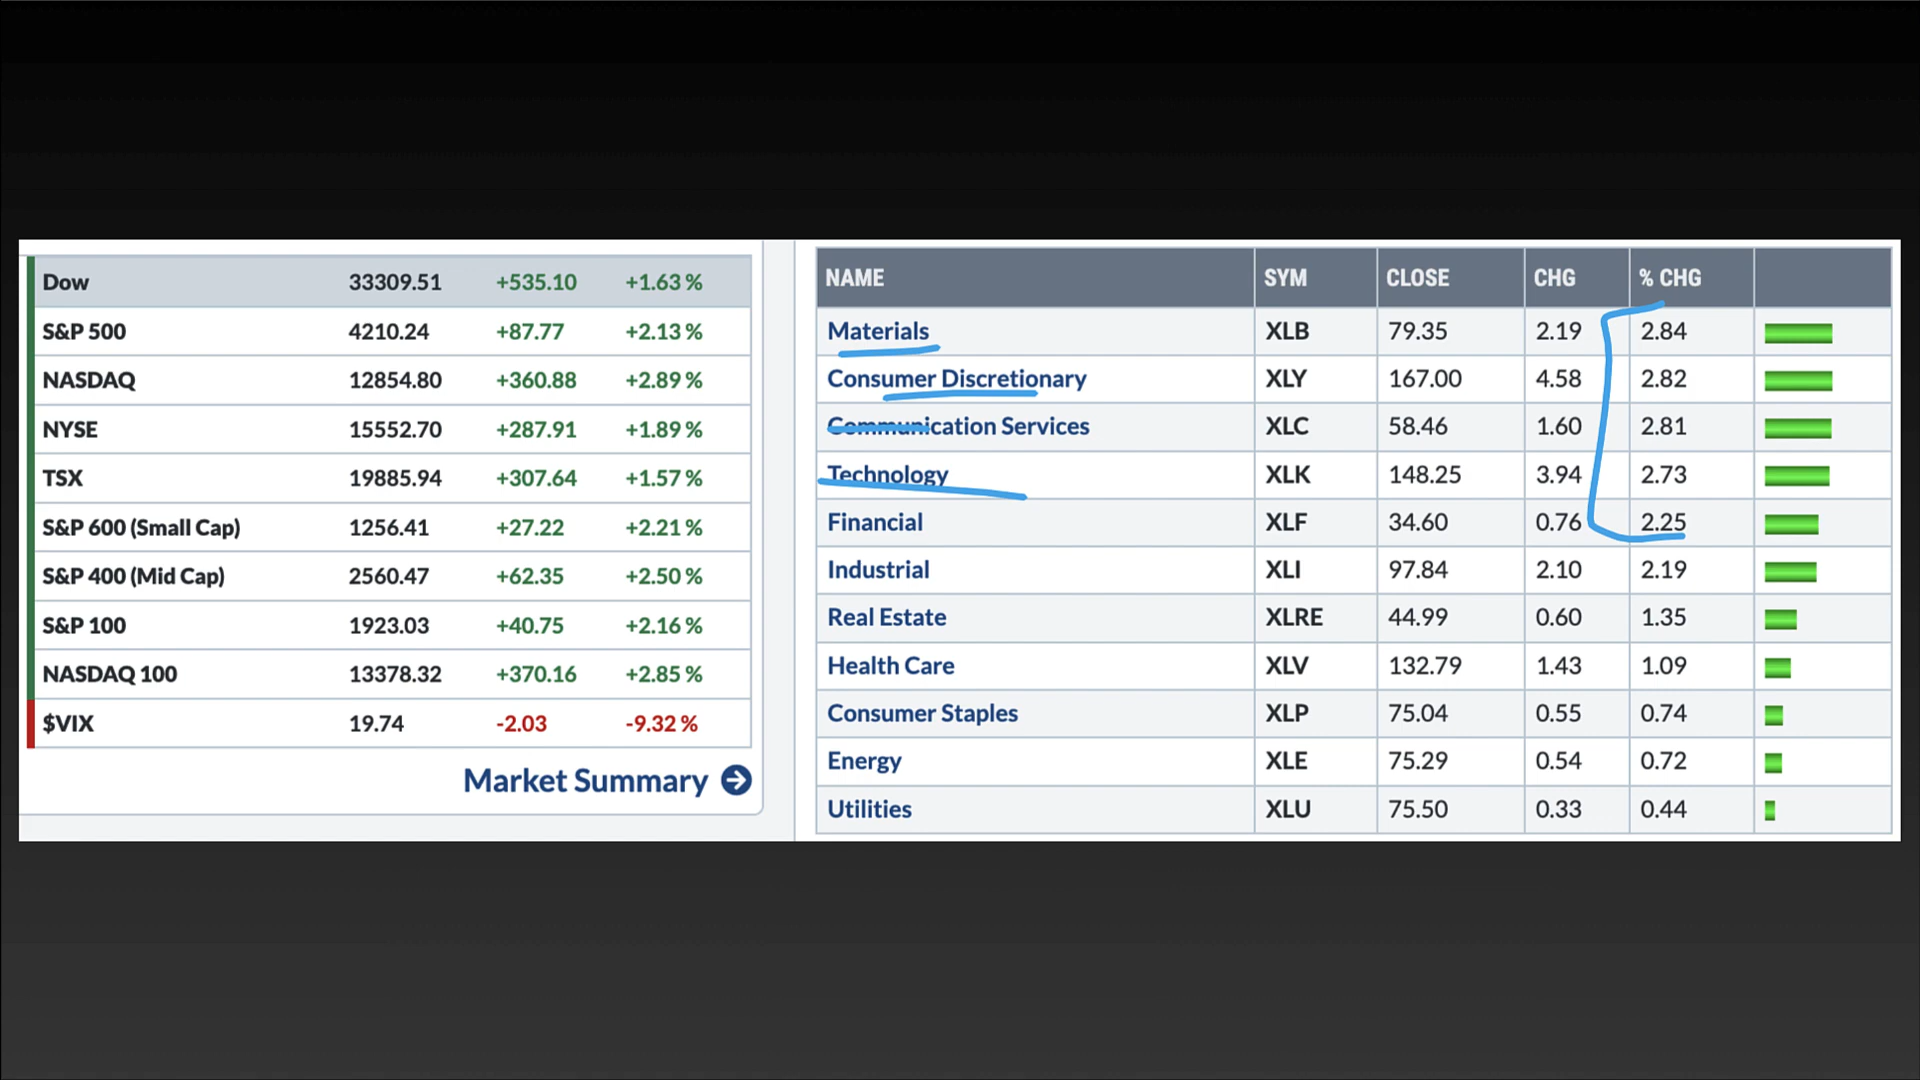 Dow 33309.51 +535.10 +1.63 %
S&P 500 4210.24 +87.77 +2.13 %
NASDAQ 12854.80 +360.88 +2.89 %
NYSE 15552.70 +287.91 +1.89 %
TSX 19885.94 +307.64 +1.57 %
S&P 600 (Small Cap) 1256.41 +27.22 +2.21 %
S&P 400 (Mid Cap) 2560.47 +62.35 +2.50 %
S&P 100 1923.03 +40.75 +2.16 %
NASDAQ 100 13378.32 +370.16 +2.85 %
$VIX 19.74 -2.03 -9.32 %
Market Summary
NAME SYM CLOSE CHG % CHG
Materials XLB 79.35 2.19 2.84
Consumer Discretionary XLY 167.00 4.58 2.82
Communication Services XLC 58.46 1.60 2.81
Technology XLK 148.25 3.94 2.73
Financial XLF 34.60 0.76 2.25
Industrial XLI 97.84 2.10 2.19
Real Estate XLRE 44.99 0.60 1.35
Health Care XLV 132.79 1.43 1.09
Consumer Staples XLP 75.04 0.55 0.74
Energy XLE 75.29 0.54 0.72
Utilities XLU 75.50 0.33 0.44